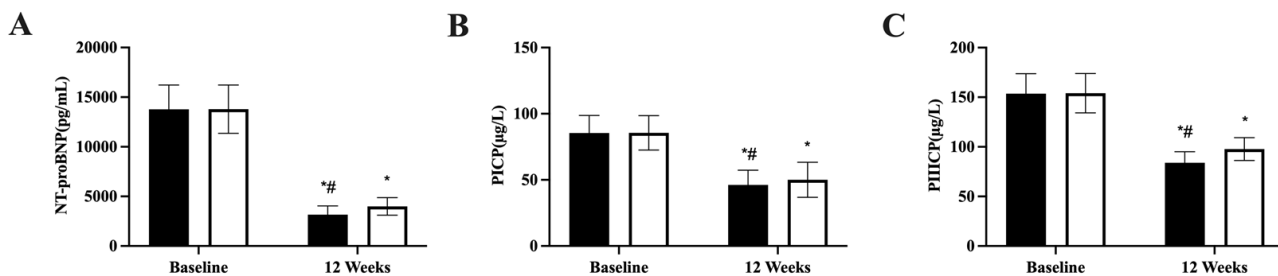 A
NT-proBNP(pg/mL)
20000
15000
10000
5000
0
*#
*
Baseline
12 Weeks
B
PICP(μg/L)
150
100
50
0
*#
*
Baseline
12 Weeks
C
PIIICP(μg/L)
200
150
100
50
0
*#
*
Baseline
12 Weeks